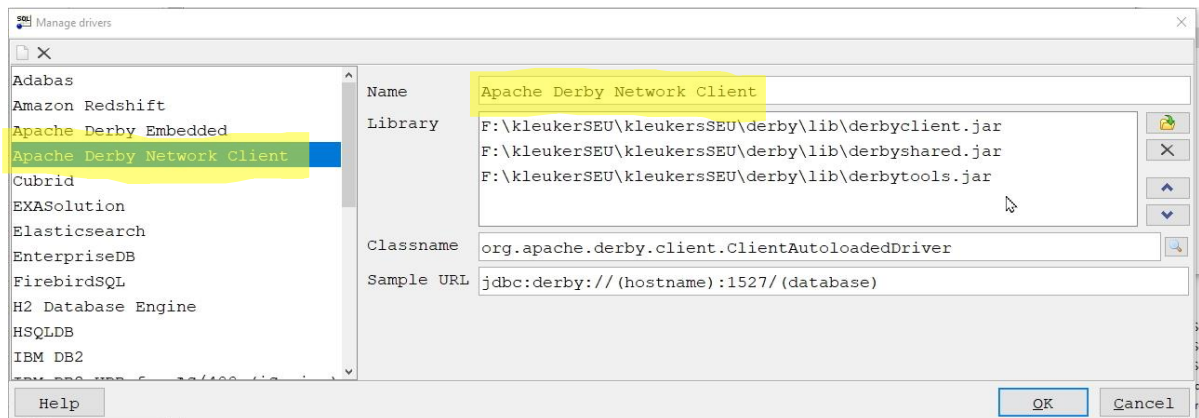 SQL Manage drivers
Adabas
Amazon Redshift
Apache Derby Embedded
Apache Derby Network Client
Cubrid
EXASolution
Elasticsearch
EnterpriseDB
FirebirdSQL
H2 Database Engine
HSQLDB
IBM DB2
Name
Apache Derby Network Client
Library
F:\kleukerSEU\kleukersSEU\derby\lib\derbyclient.jar
F:\kleukerSEU\kleukersSEU\derby\lib\derbyshared.jar
F:\kleukerSEU\kleukersSEU\derby\lib\derbytools.jar
Classname
org.apache.derby.client.ClientAutoloadedDriver
Sample URL
jdbc:derby://(hostname):1527/(database)
Help
OK
Cancel